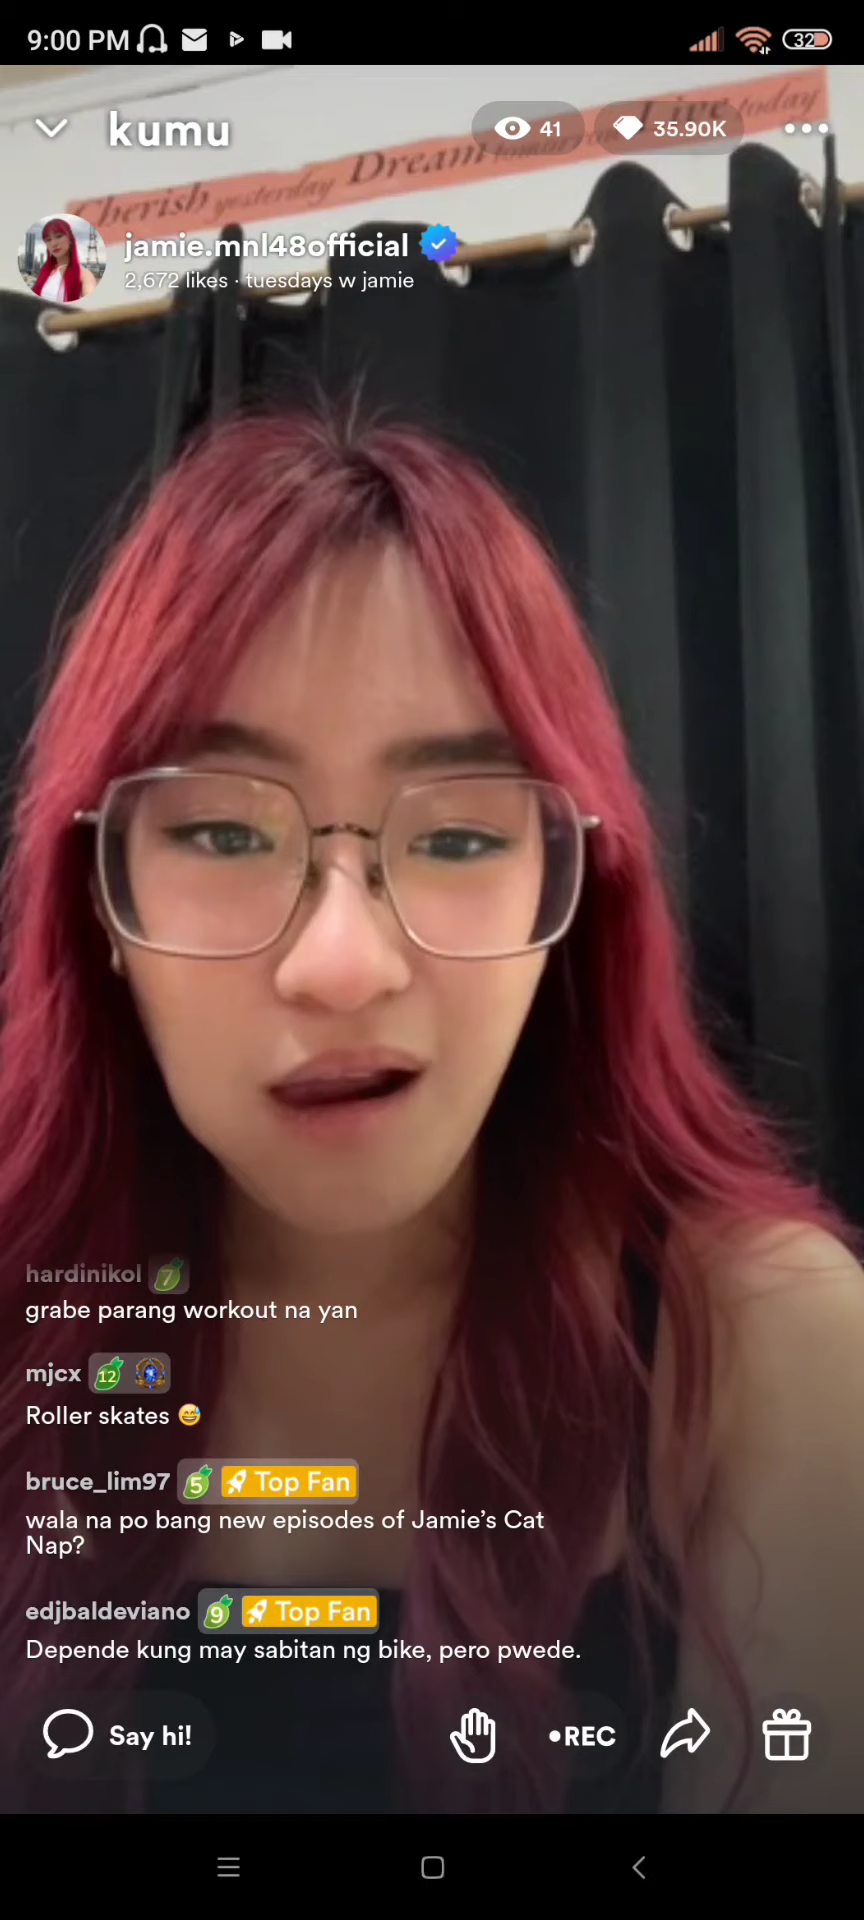 9:00 PM
32
Cherish yesterday Dream tomorrow Live today
kumu
41
35.90K
jamie.mnl48official
2,672 likes · tuesdays w jamie
hardinikol 7
grabe parang workout na yan
mjcx 12
Roller skates 😅
bruce_lim97 5 Top Fan
wala na po bang new episodes of Jamie’s Cat
Nap?
edjbaldeviano 9 Top Fan
Depende kung may sabitan ng bike, pero pwede.
Say hi!
•REC